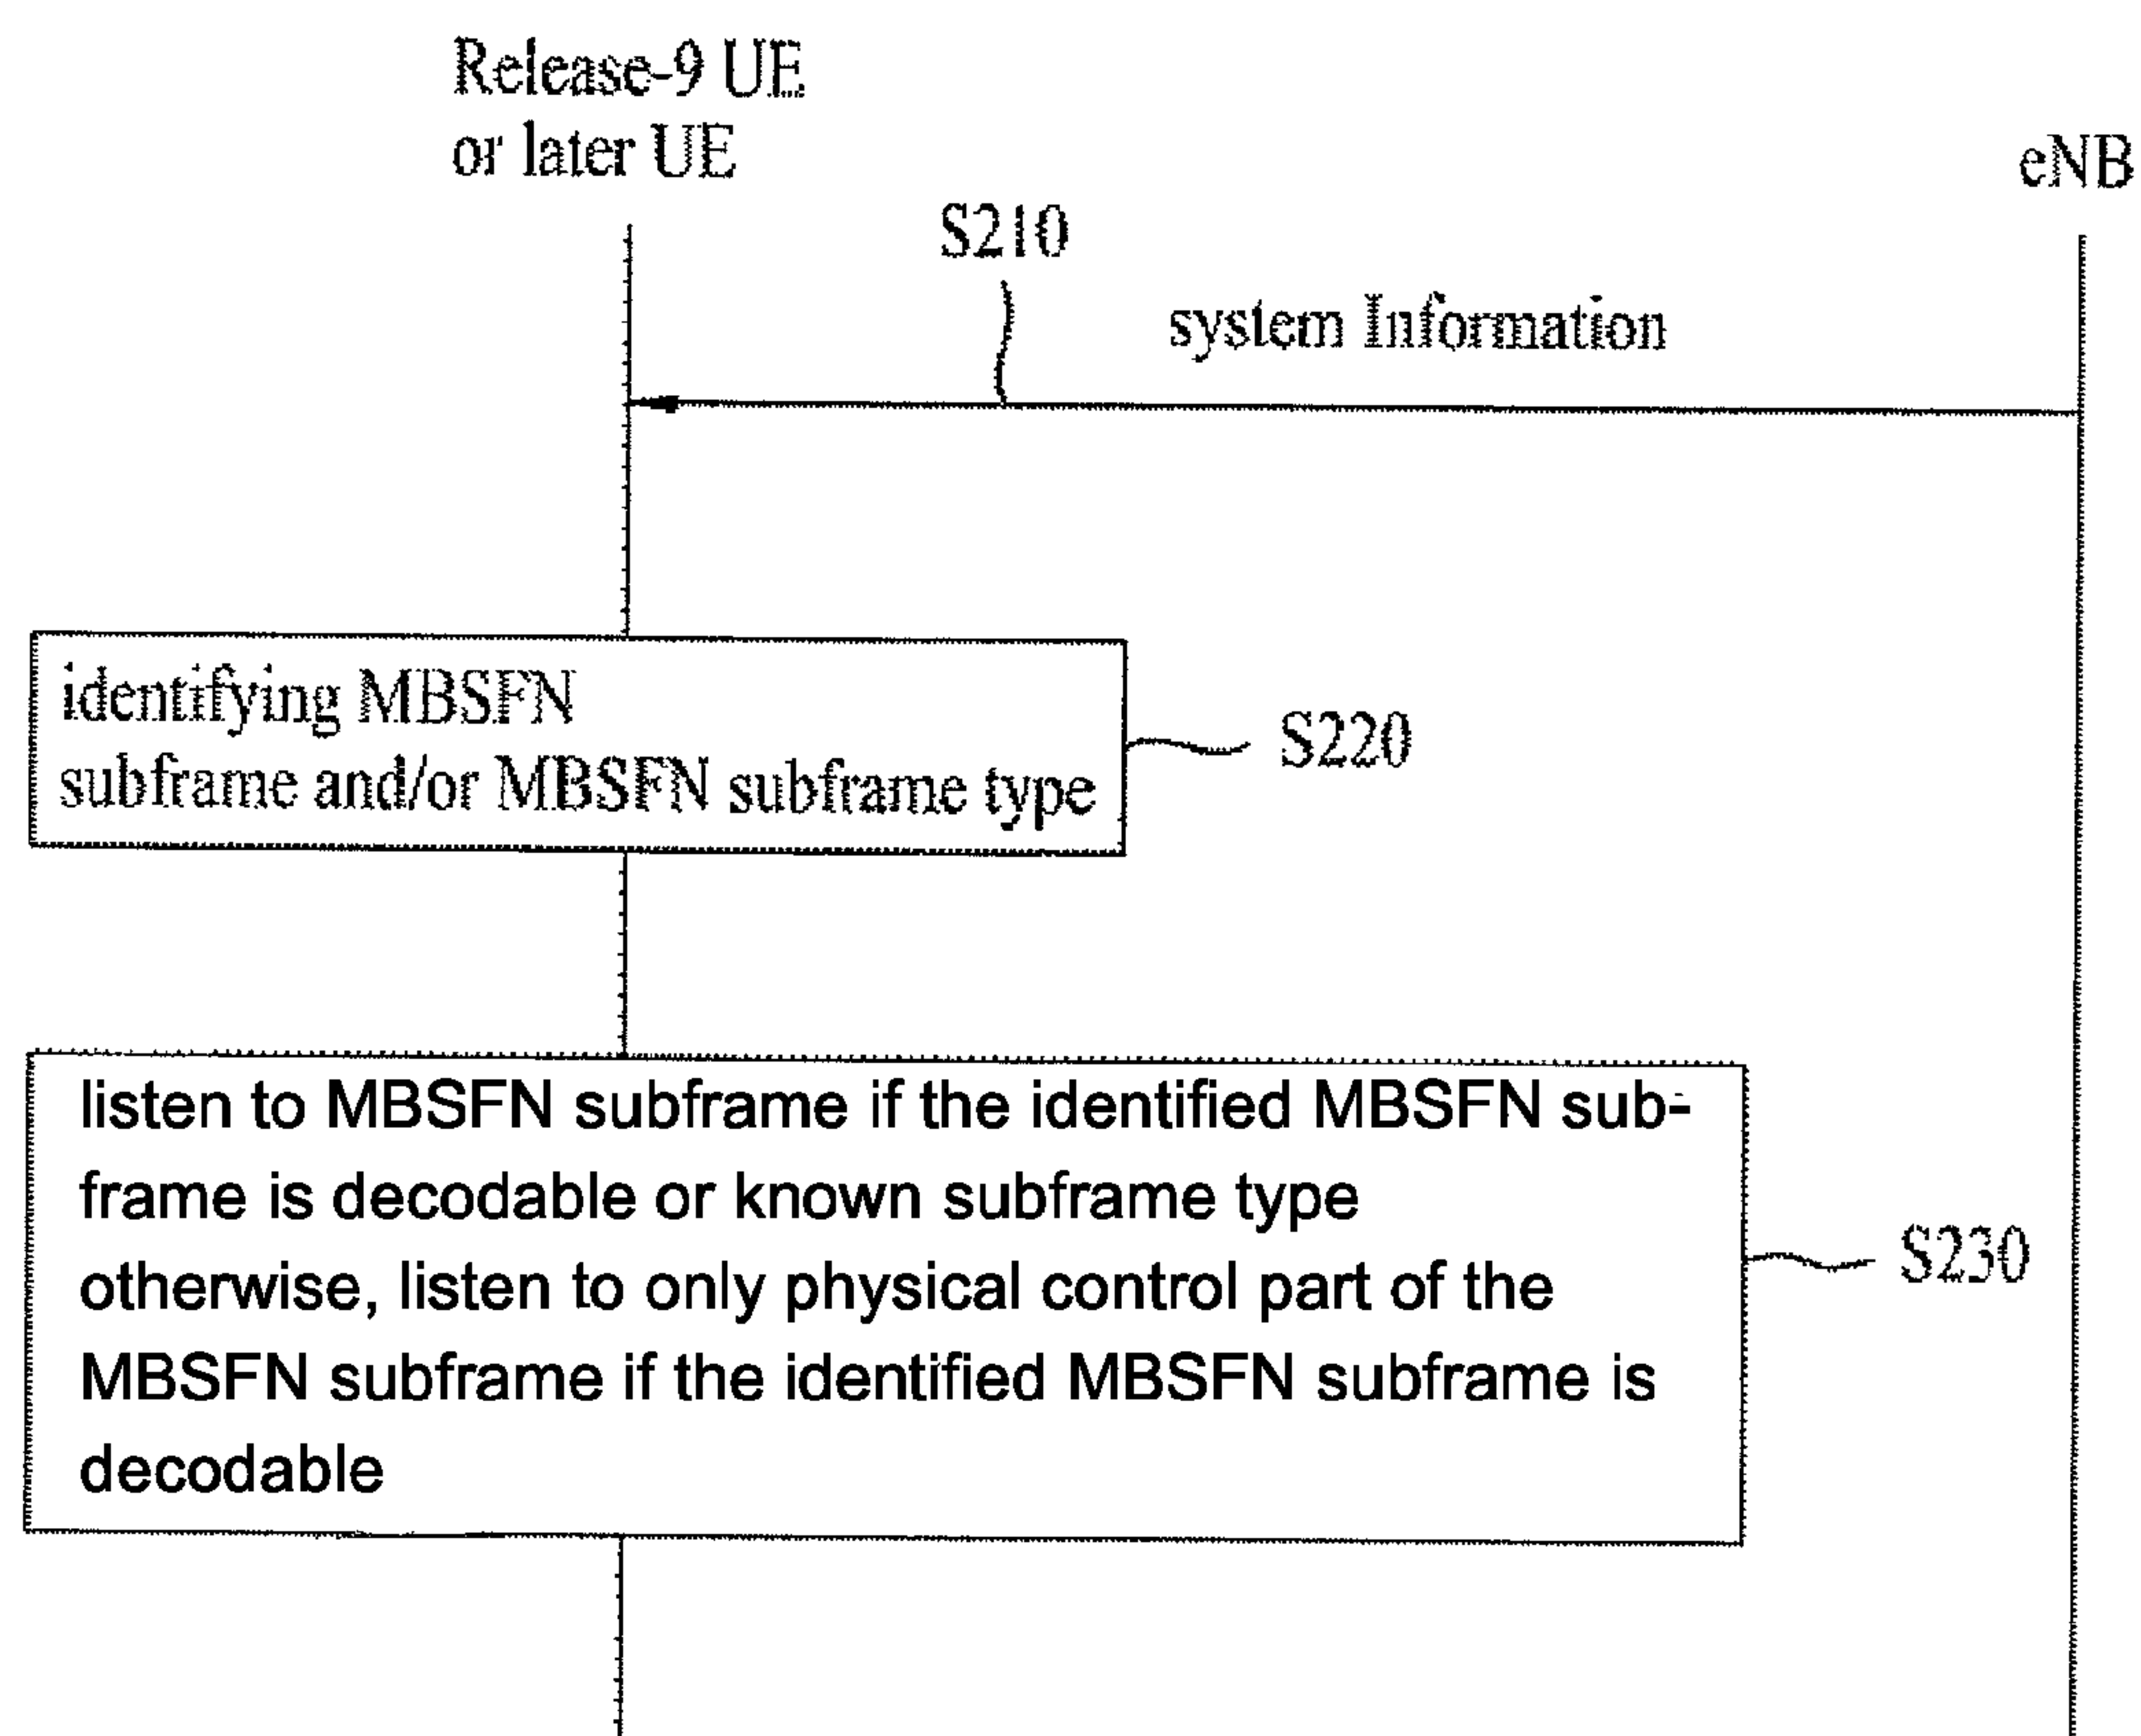 Release-9 UE
or later UE
eNB
S210
system Information
identifying MBSFN
subframe and/or MBSFN subframe type
S220
listen to MBSFN subframe if the identified MBSFN sub-
frame is decodable or known subframe type
otherwise, listen to only physical control part of the
MBSFN subframe if the identified MBSFN subframe is
decodable
S230